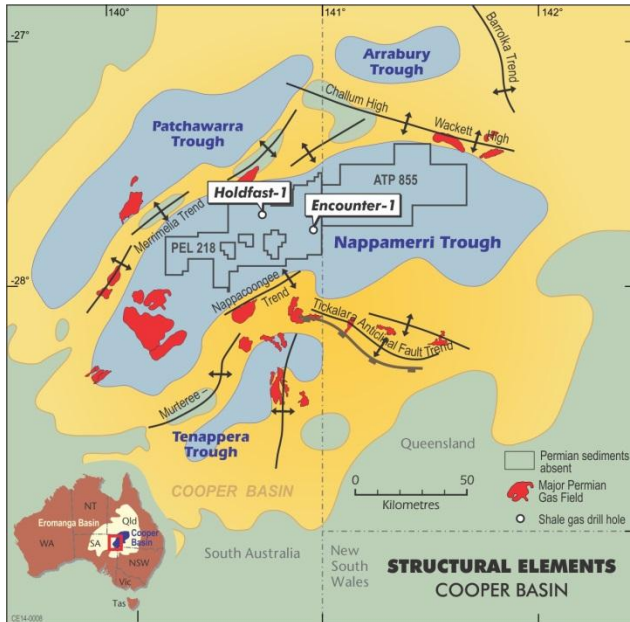 140°
141°
142°
-27°
-28°
Arrabury
Trough
Barrolka Trend
Challum High
Wackett High
Patchawarra
Trough
Holdfast-1
ATP 855
Encounter-1
Merrimelia Trend
PEL 218
Nappamerri Trough
Nappacoongee
Trend
Tickalara Anticlinal Fault Trend
Murteree –
Tenappera
Trough
COOPER BASIN
Queensland
South Australia
New
South
Wales
0
50
Kilometres
Permian sediments
absent
Major Permian
Gas Field
Shale gas drill hole
NT
Eromanga Basin
Qld
Cooper
Basin
WA
SA
NSW
Vic
Tas
STRUCTURAL ELEMENTS
COOPER BASIN
CE14-0006